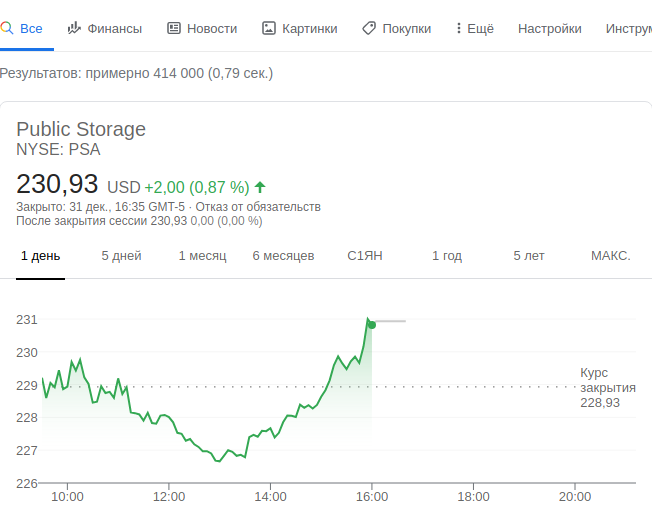 Все Финансы Новости Картинки Покупки Ещё Настройки Инструм
Результатов: примерно 414 000 (0,79 сек.)
Public Storage
NYSE: PSA
230,93 USD +2,00 (0,87 %)
Закрыто: 31 дек., 16:35 GMT-5 · Отказ от обязательств
После закрытия сессии 230,93 0,00 (0,00 %)
1 день 5 дней 1 месяц 6 месяцев С1ЯН 1 год 5 лет МАКС.
231
230
229
228
227
226
Курс
закрытия
228,93
10:00 12:00 14:00 16:00 18:00 20:00